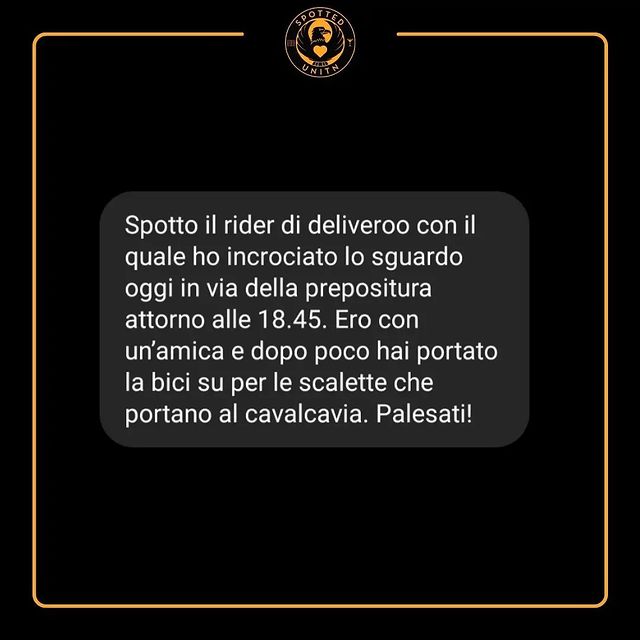 SPOTTED
UNITN
Spotto il rider di deliveroo con il
quale ho incrociato lo sguardo
oggi in via della prepositura
attorno alle 18.45. Ero con
un’amica e dopo poco hai portato
la bici su per le scalette che
portano al cavalcavia. Palesati!